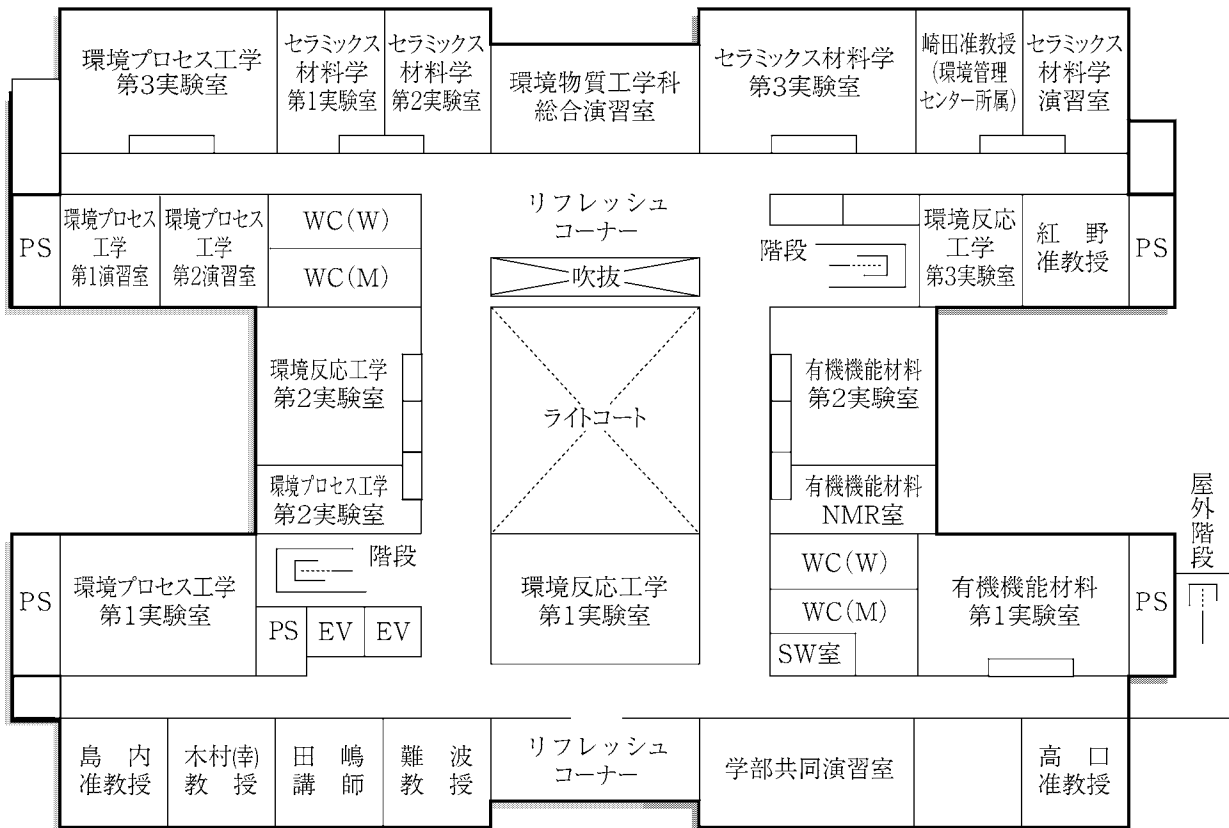 環境プロセス工学
第3実験室
セラミックス
材料学
第1実験室
セラミックス
材料学
第2実験室
環境物質工学科
総合演習室
セラミックス材料学
第3実験室
崎田准教授
(環境管理
センター所属)
セラミックス
材料学
演習室
PS
環境プロセス
工学
第1演習室
環境プロセス
工学
第2演習室
WC(W)
WC(M)
リフレッシュ
コーナー
吹抜
階段
環境反応
工学
第3実験室
紅野
准教授
PS
環境反応工学
第2実験室
ライトコート
有機機能材料
第2実験室
環境プロセス工学
第2実験室
有機機能材料
NMR室
屋外階段
PS
環境プロセス工学
第1実験室
階段
PS
EV
EV
環境反応工学
第1実験室
WC(W)
WC(M)
SW室
有機機能材料
第1実験室
PS
島内
准教授
木村(幸)
教授
田嶋
講師
難波
教授
リフレッシュ
コーナー
学部共同演習室
高口
准教授